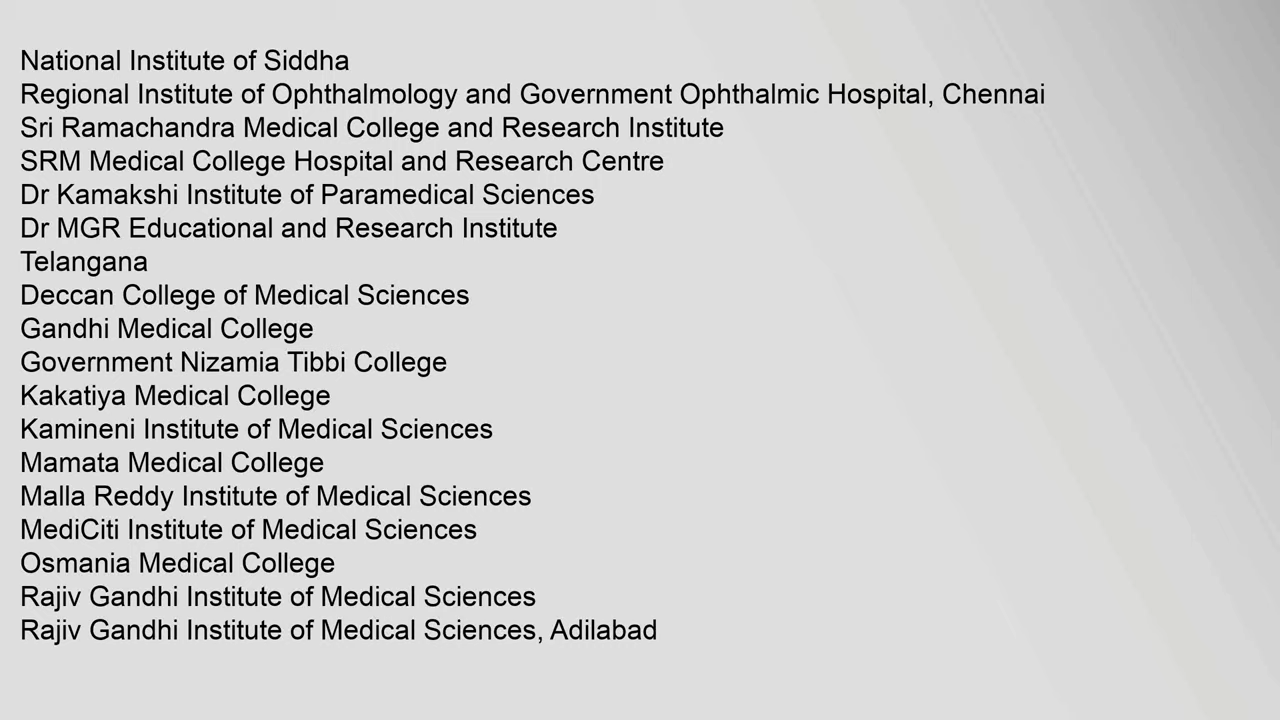 National Institute of Siddha
Regional Institute of Ophthalmology and Government Ophthalmic Hospital, Chennai
Sri Ramachandra Medical College and Research Institute
SRM Medical College Hospital and Research Centre
Dr Kamakshi Institute of Paramedical Sciences
Dr MGR Educational and Research Institute
Telangana
Deccan College of Medical Sciences
Gandhi Medical College
Government Nizamia Tibbi College
Kakatiya Medical College
Kamineni Institute of Medical Sciences
Mamata Medical College
Malla Reddy Institute of Medical Sciences
MediCiti Institute of Medical Sciences
Osmania Medical College
Rajiv Gandhi Institute of Medical Sciences
Rajiv Gandhi Institute of Medical Sciences, Adilabad